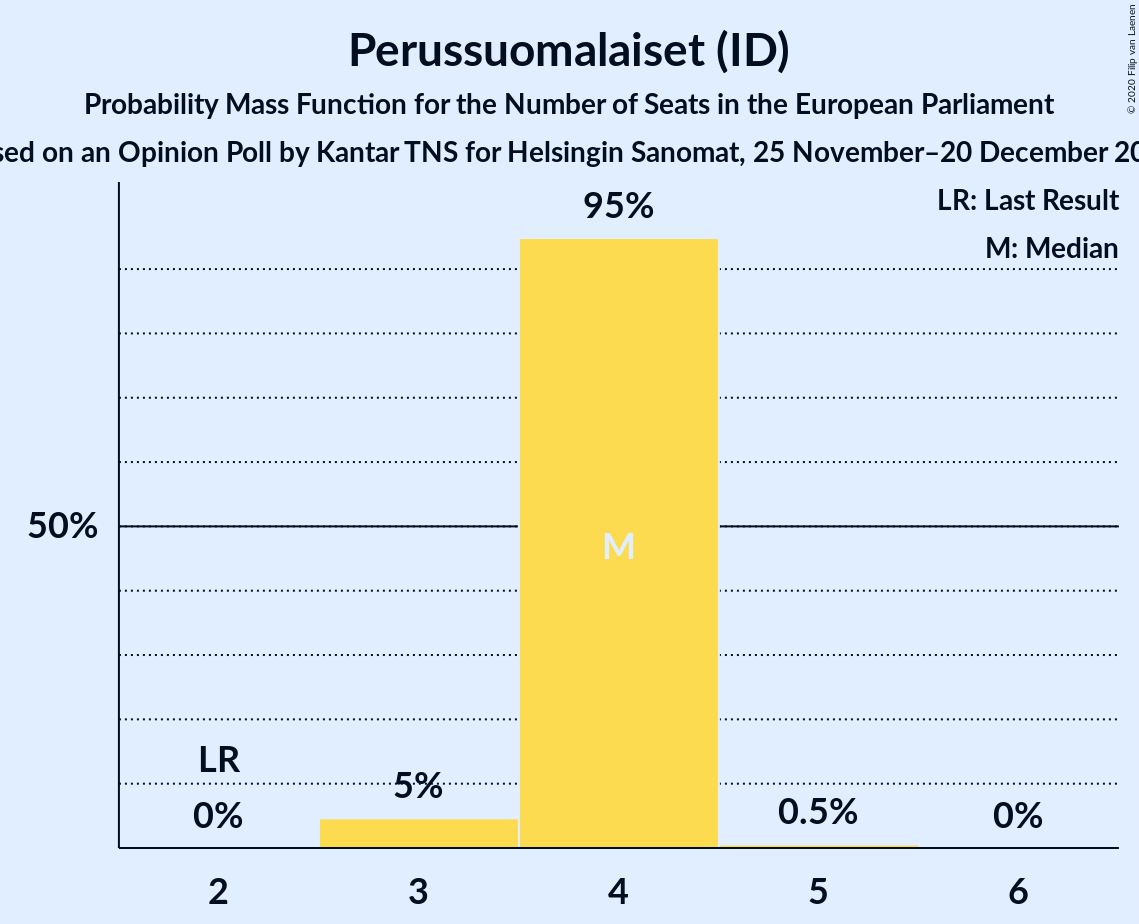 Perussuomalaiset (ID)
Probability Mass Function for the Number of Seats in the European Parliament
on an Opinion Poll by Kantar TNS for Helsingin Sanomat, 25 November–20 December
© 2020 Filip van Laenen
LR: Last Result
M: Median
95%
50%
M
LR
0%
5%
0.5%
0%
2 3 4 5 6